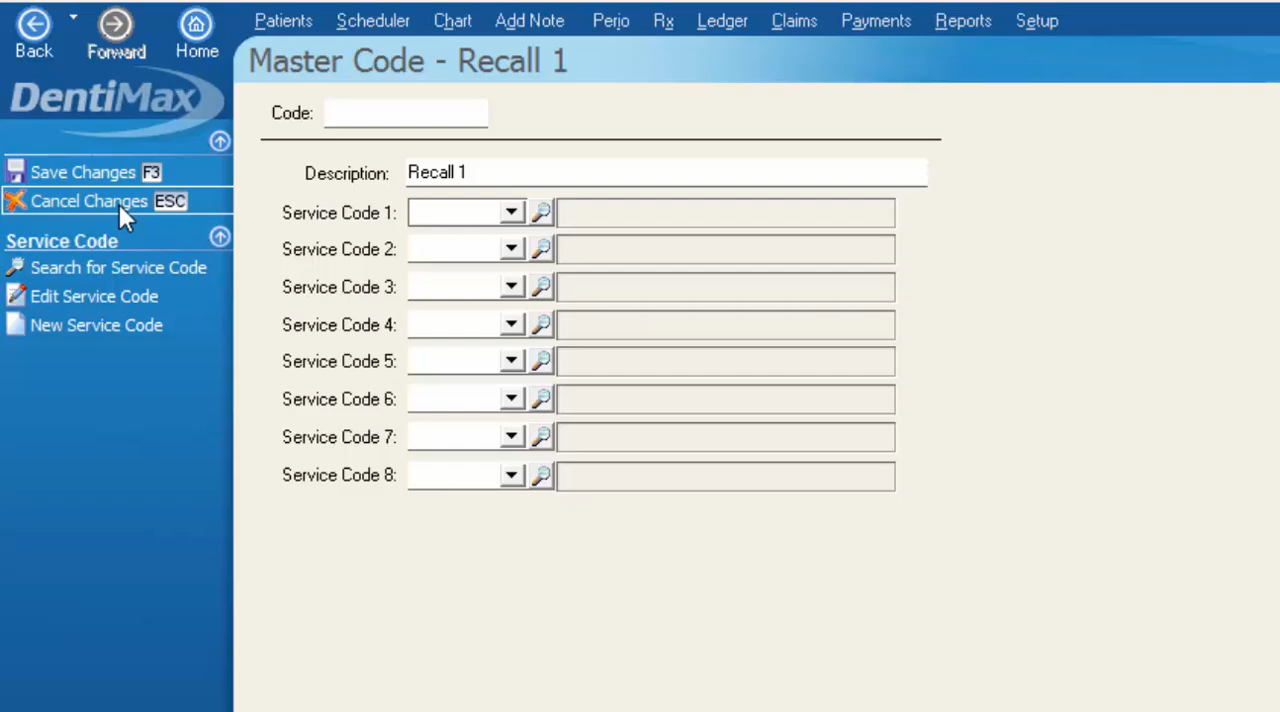 Patients Scheduler Chart Add Note Perio Rx Ledger Claims Payments Reports Setup
Back Forward Home
Master Code - Recall 1
DentiMax
Code:
Save Changes F3
Cancel Changes ESC
Service Code
Search for Service Code
Edit Service Code
New Service Code
Description: Recall 1
Service Code 1:
Service Code 2:
Service Code 3:
Service Code 4:
Service Code 5:
Service Code 6:
Service Code 7:
Service Code 8: